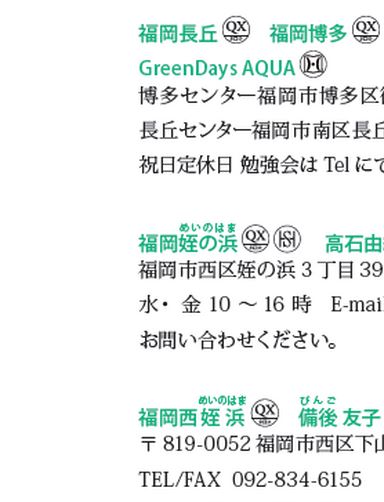 福岡長丘 QX 福岡博多 QX
GreenDays AQUA
博多センター福岡市博多区
長丘センター福岡市南区長丘
祝日定休日 勉強会は Tel にて
めいのはま
福岡姪の浜 QX 高石由
福岡市西区姪の浜 3 丁目 39
水・ 金 10 〜 16 時 E-mai
お問い合わせください。
めいのはま びんご
福岡西姪浜 QX 備後 友子
〒 819-0052 福岡市西区下山
TEL/FAX 092-834-6155